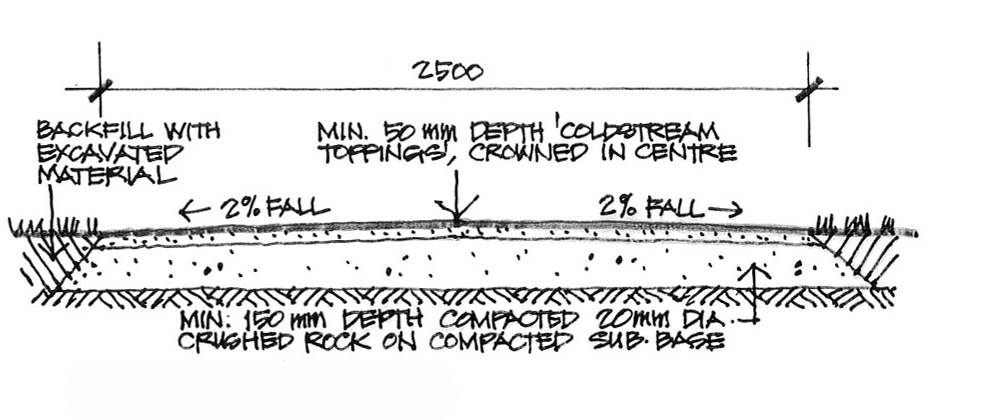 2500
BACKFILL WITH
EXCAVATED
MATERIAL
MIN. 50 mm DEPTH 'COLDSTREAM
TOPPINGS', CROWNED IN CENTRE
← 2% FALL
2% FALL →
MIN: 150 mm DEPTH COMPACTED 20mm DIA.
CRUSHED ROCK ON COMPACTED SUB.BASE